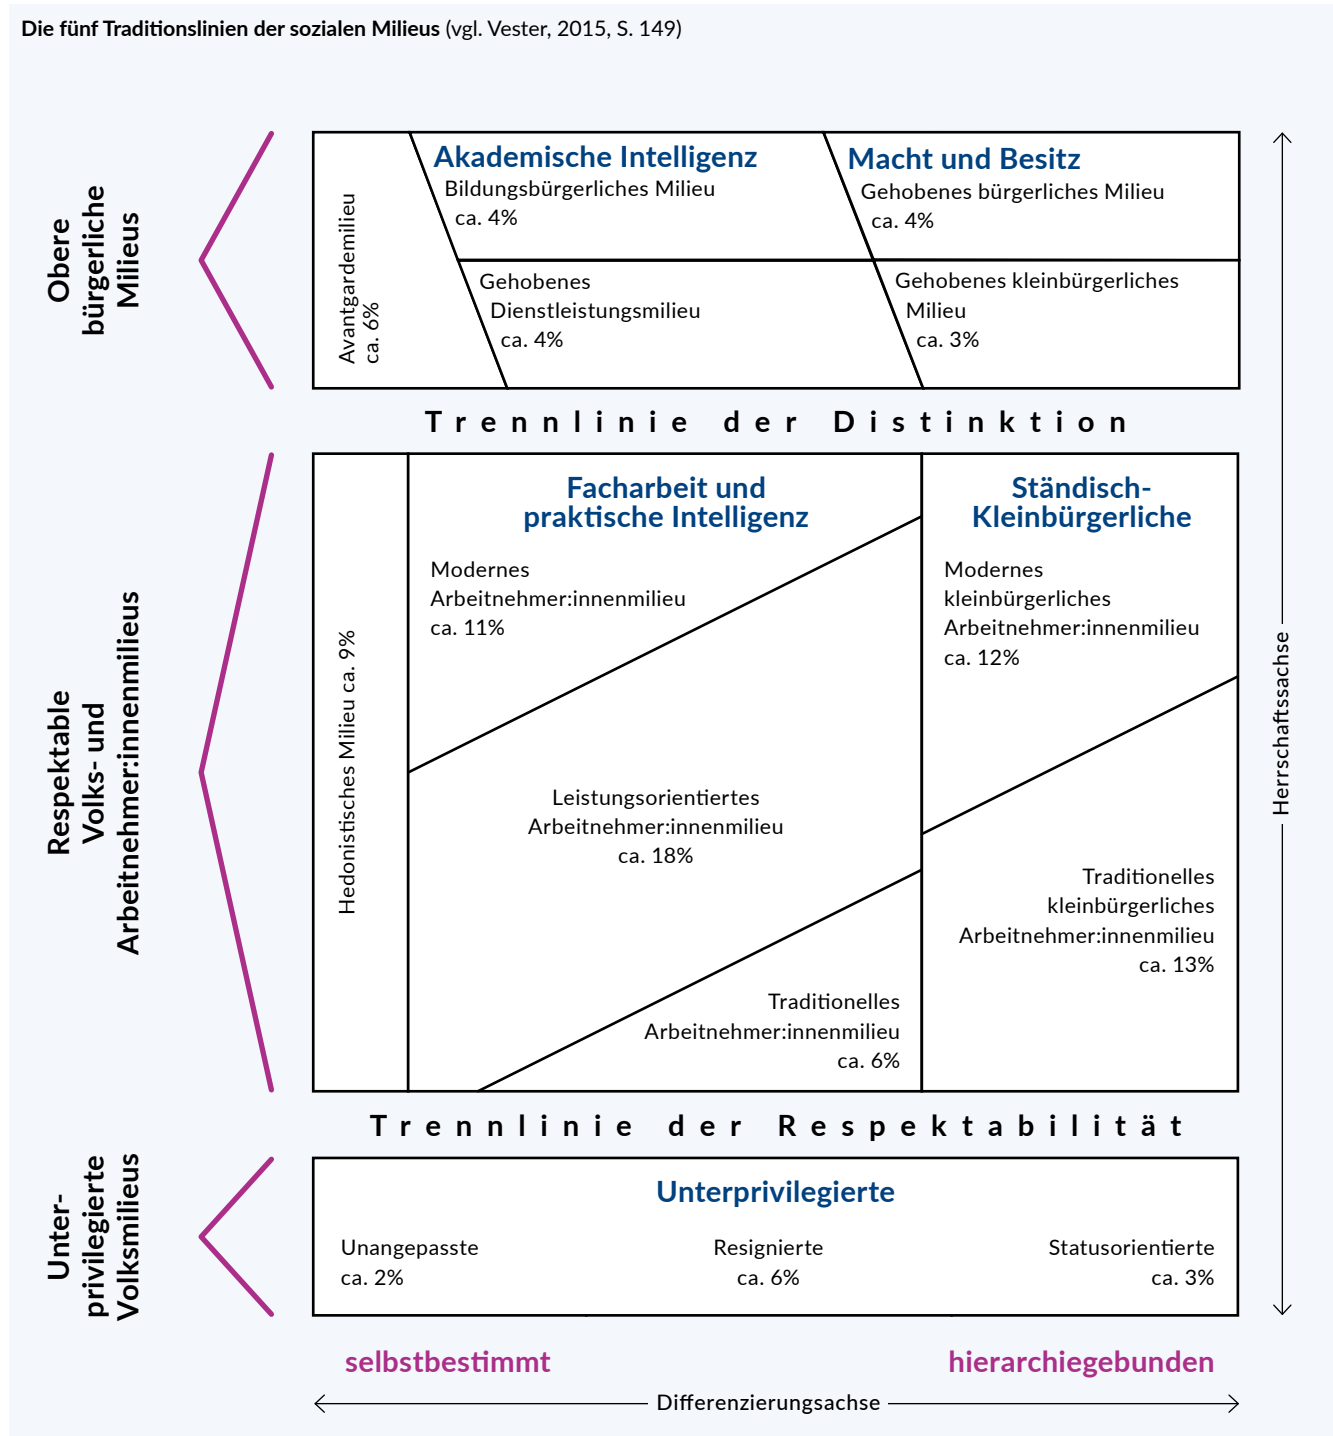 Die fünf Traditionslinien der sozialen Milieus (vgl. Vester, 2015, S. 149)
Obere
bürgerliche
Milieus
Avantgardemilieu
ca. 6%
Akademische Intelligenz
Bildungsbürgerliches Milieu
ca. 4%
Macht und Besitz
Gehobenes bürgerliches Milieu
ca. 4%
Gehobenes
Dienstleistungsmilieu
ca. 4%
Gehobenes kleinbürgerliches
Milieu
ca. 3%
Trennlinie der Distinktion
Respektable
Volks- und
Arbeitnehmer:innenmilieus
Hedonistisches Milieu ca. 9%
Facharbeit und
praktische Intelligenz
Modernes
Arbeitnehmer:innenmilieu
ca. 11%
Leistungsorientiertes
Arbeitnehmer:innenmilieu
ca. 18%
Traditionelles
Arbeitnehmer:innenmilieu
ca. 6%
Ständisch-
Kleinbürgerliche
Modernes
kleinbürgerliches
Arbeitnehmer:innenmilieu
ca. 12%
Traditionelles
kleinbürgerliches
Arbeitnehmer:innenmilieu
ca. 13%
Herrschaftssachse
Trennlinie der Respektabilität
Unter-
privilegierte
Volksmilieus
Unterprivilegierte
Unangepasste
ca. 2%
Resignierte
ca. 6%
Statusorientierte
ca. 3%
selbstbestimmt
hierarchiegebunden
Differenzierungsachse